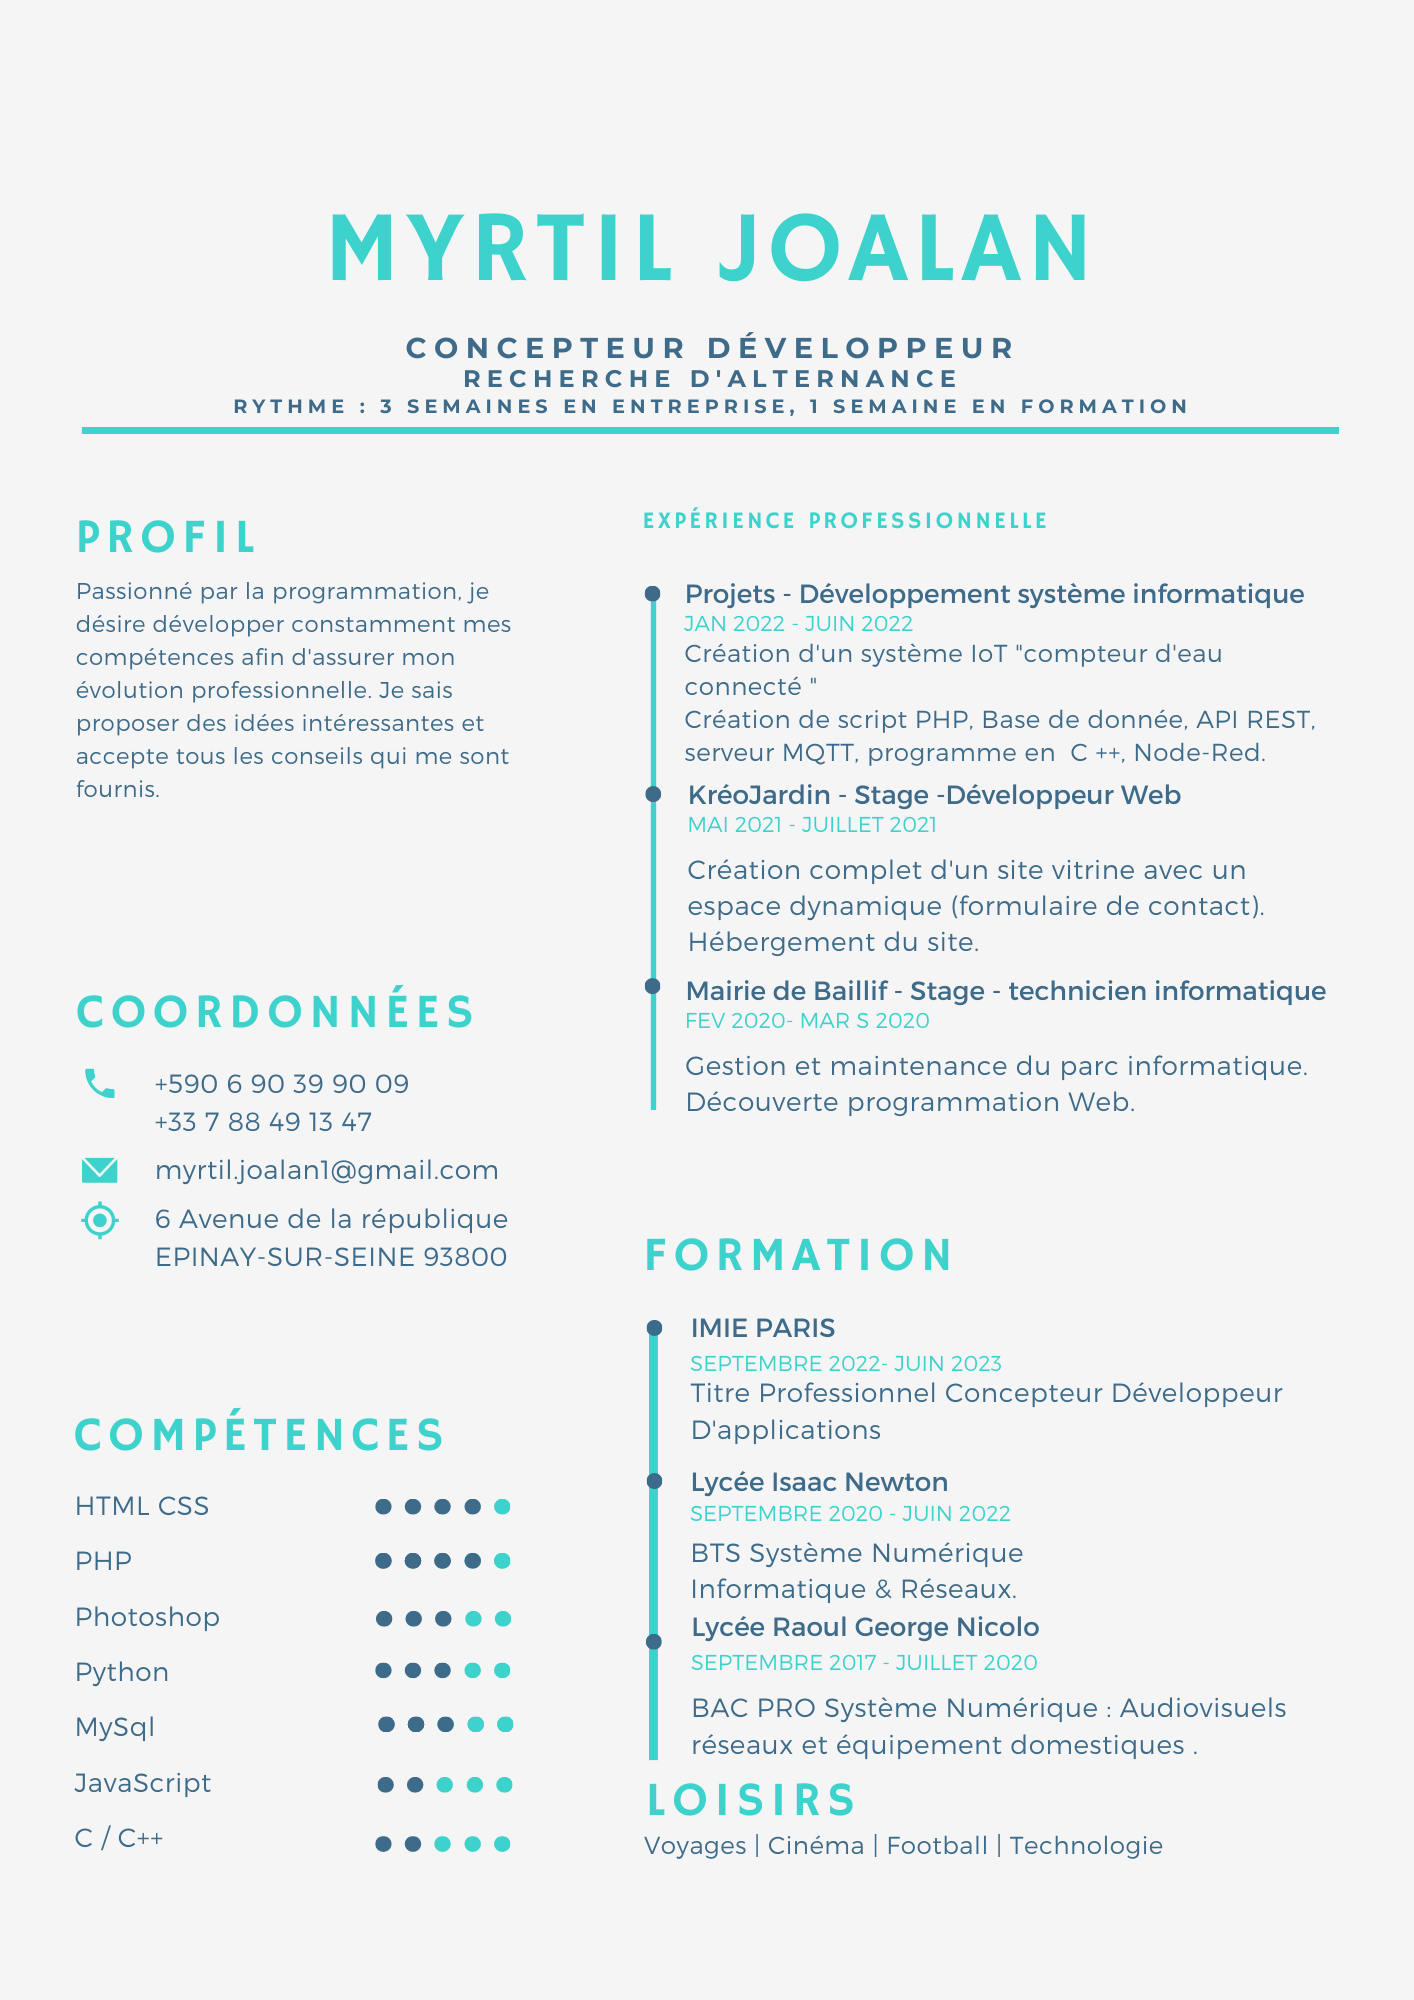 MYRTIL JOALAN
CONCEPTEUR DÉVELOPPEUR
RECHERCHE D'ALTERNANCE
RYTHME : 3 SEMAINES EN ENTREPRISE, 1 SEMAINE EN FORMATION
PROFIL
Passionné par la programmation, je
désire développer constamment mes
compétences afin d'assurer mon
évolution professionnelle. Je sais
proposer des idées intéressantes et
accepte tous les conseils qui me sont
fournis.
COORDONNÉES
+590 6 90 39 90 09
+33 7 88 49 13 47
myrtil.joalan1@gmail.com
6 Avenue de la république
EPINAY-SUR-SEINE 93800
COMPÉTENCES
HTML CSS
PHP
Photoshop
Python
MySql
JavaScript
C / C++
EXPÉRIENCE PROFESSIONNELLE
Projets - Développement système informatique
JAN 2022 - JUIN 2022
Création d'un système IoT "compteur d'eau
connecté "
Création de script PHP, Base de donnée, API REST,
serveur MQTT, programme en  C ++, Node-Red.
KréoJardin - Stage -Développeur Web
MAI 2021 - JUILLET 2021
Création complet d'un site vitrine avec un
espace dynamique (formulaire de contact).
Hébergement du site.
Mairie de Baillif - Stage - technicien informatique
FEV 2020- MAR S 2020
Gestion et maintenance du parc informatique.
Découverte programmation Web.
FORMATION
IMIE PARIS
SEPTEMBRE 2022- JUIN 2023
Titre Professionnel Concepteur Développeur
D'applications
Lycée Isaac Newton
SEPTEMBRE 2020 - JUIN 2022
BTS Système Numérique
Informatique & Réseaux.
Lycée Raoul George Nicolo
SEPTEMBRE 2017 - JUILLET 2020
BAC PRO Système Numérique : Audiovisuels
réseaux et équipement domestiques .
LOISIRS
Voyages | Cinéma | Football | Technologie